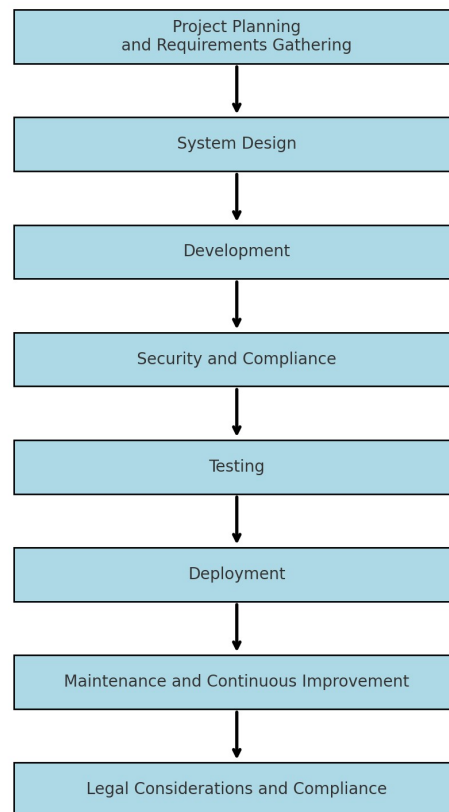 Project Planning
and Requirements Gathering
System Design
Development
Security and Compliance
Testing
Deployment
Maintenance and Continuous Improvement
Legal Considerations and Compliance